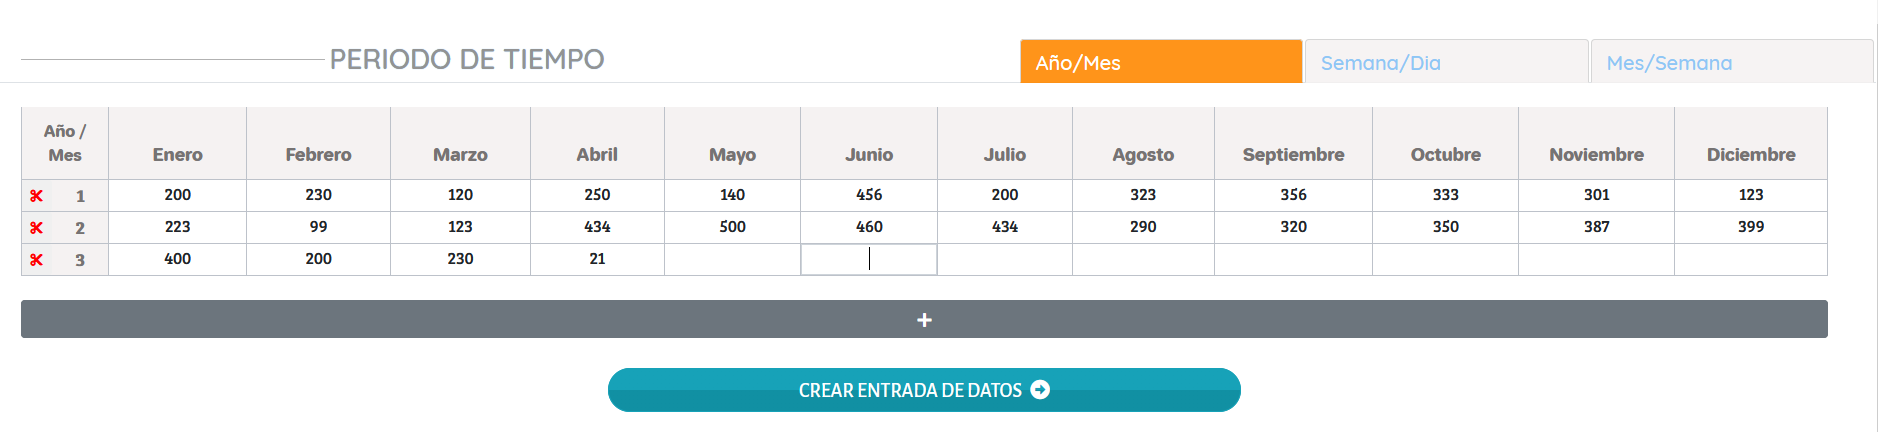 PERIODO DE TIEMPO
Año/Mes Semana/Dia Mes/Semana
Año / Mes Enero Febrero Marzo Abril Mayo Junio Julio Agosto Septiembre Octubre Noviembre Diciembre
1 200 230 120 250 140 456 200 323 356 333 301 123
2 223 99 123 434 500 460 434 290 320 350 387 399
3 400 200 230 21
+
CREAR ENTRADA DE DATOS